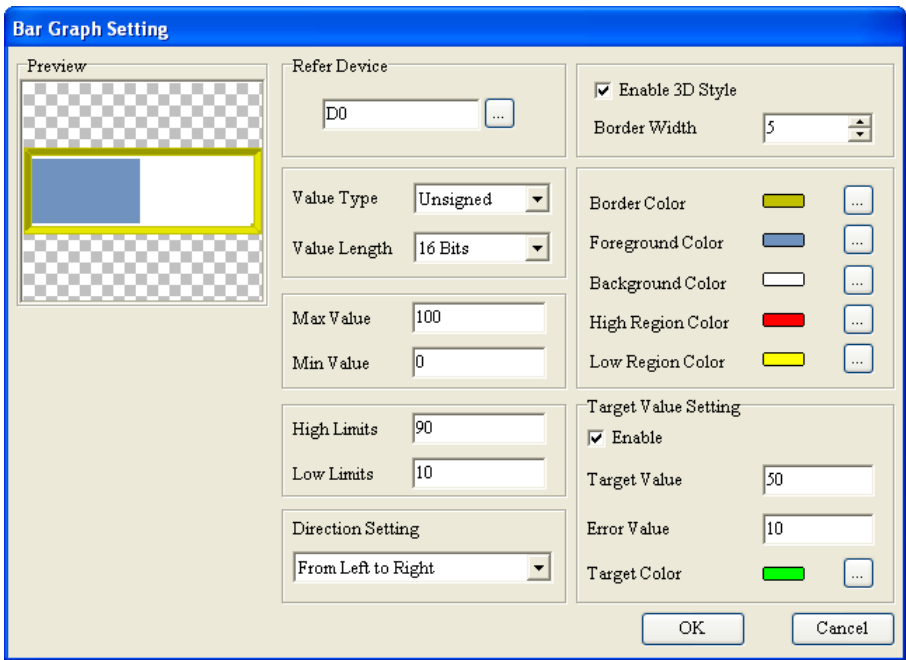 Bar Graph Setting
Preview
Refer Device
D0
...
Enable 3D Style
Border Width 5
Value Type Unsigned
Value Length 16 Bits
Border Color ...
Foreground Color ...
Background Color ...
High Region Color ...
Low Region Color ...
Max Value 100
Min Value 0
High Limits 90
Low Limits 10
Target Value Setting
Enable
Target Value 50
Error Value 10
Target Color ...
Direction Setting
From Left to Right
OK Cancel